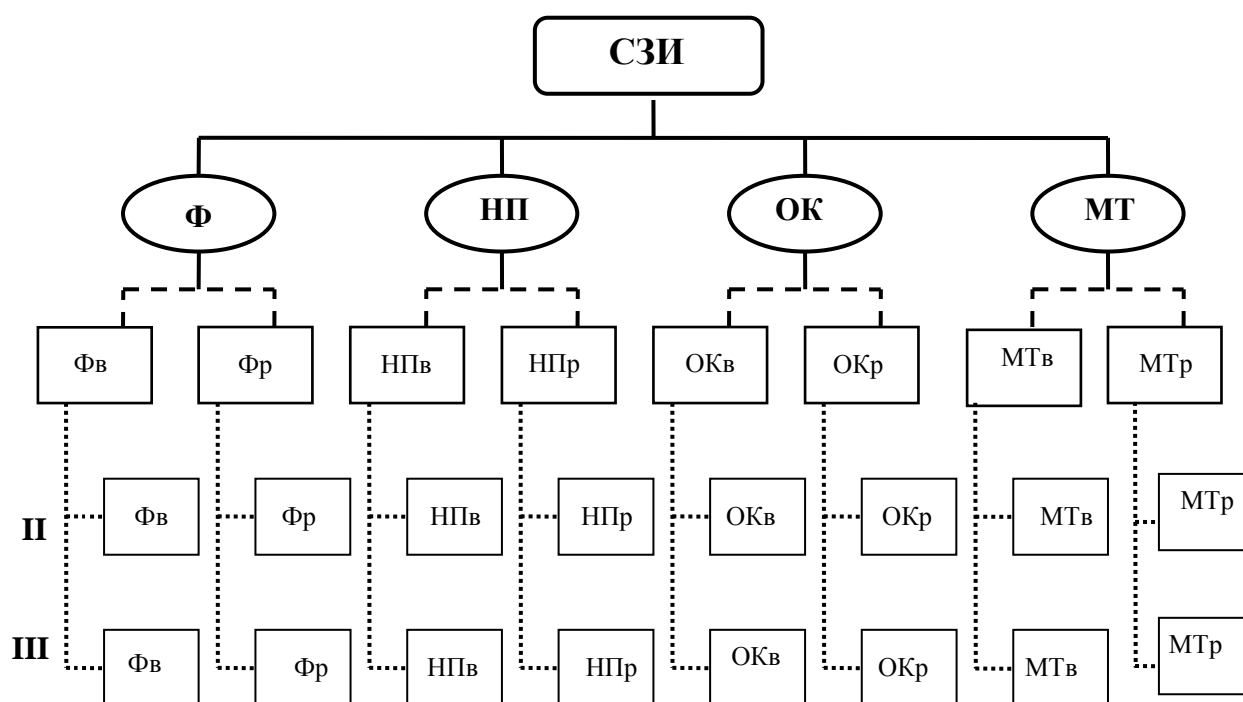 СЗИ
Ф НП ОК МТ
Фв Фр НПв НПр ОКв ОКр МТв МТр
II Фв Фр НПв НПр ОКв ОКр МТв МТр
III Фв Фр НПв НПр ОКв ОКр МТв МТр